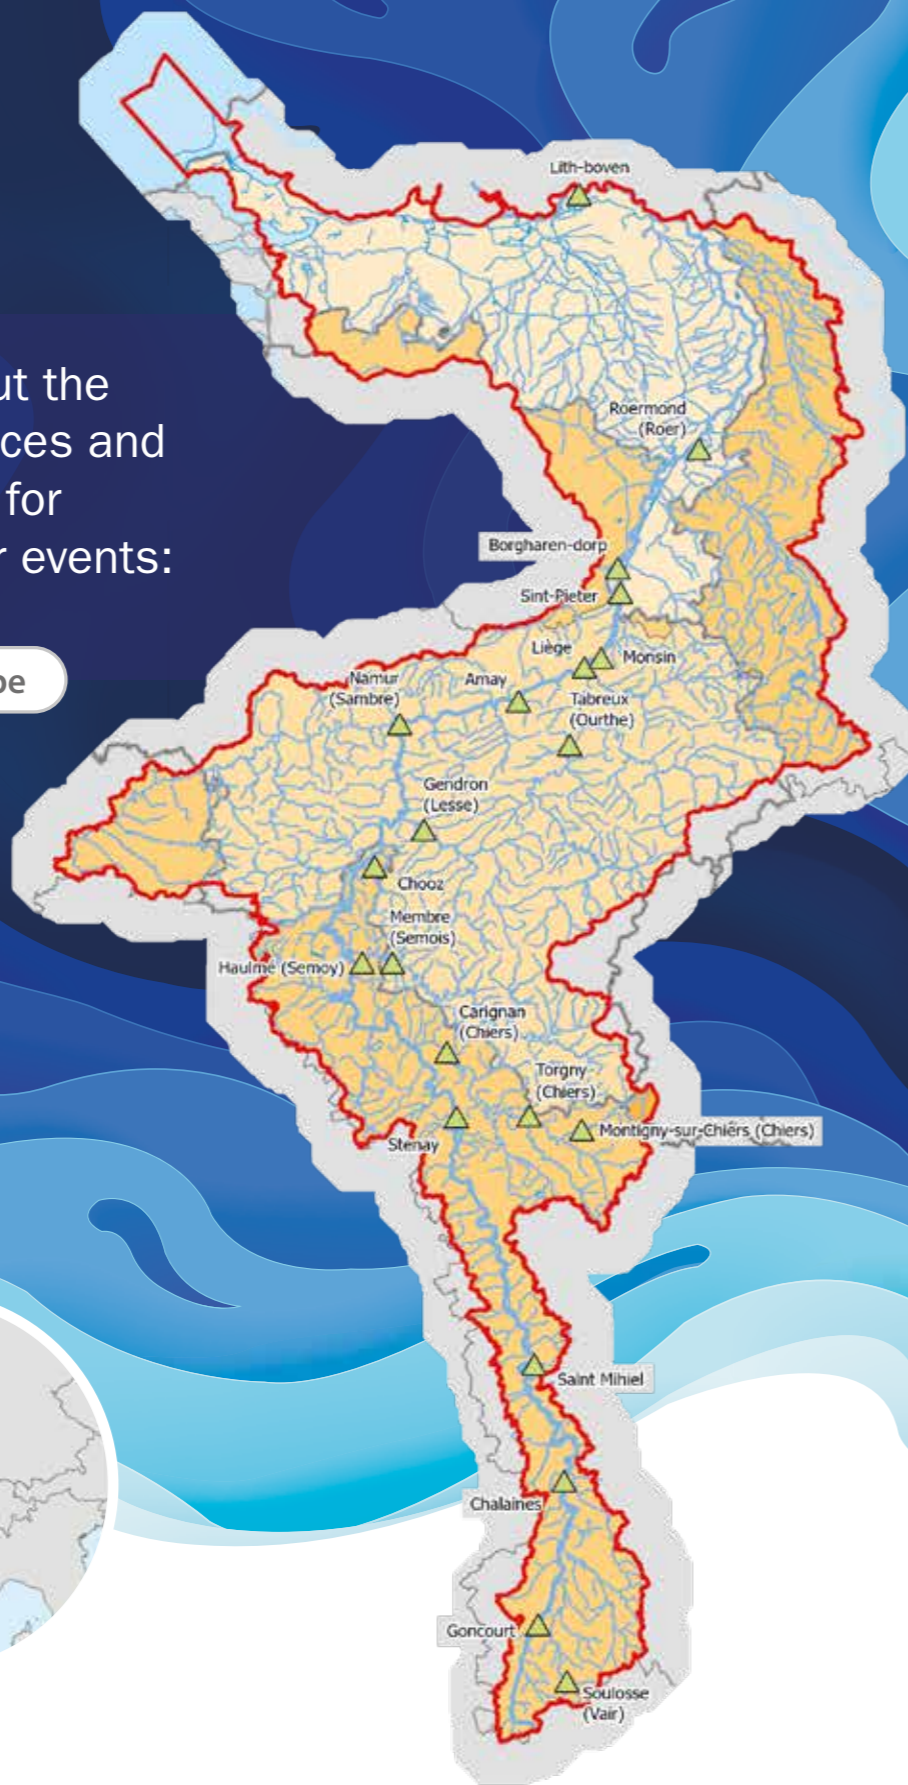 Lith-boven
ut the
ces and
for
r events:
pe
Roermond
(Roer)
Borgharen-dorp
Sint-Pieter
Liège
Monsin
Namur
(Sambre)
Amay
Tabreux
(Ourthe)
Gendron
(Lesse)
Chooz
Membre
(Semois)
Haulmé (Semoy)
Carignan
(Chiers)
Torgny
(Chiers)
Montigny-sur-Chiers (Chiers)
Stenay
Saint Mihiel
Chalaines
Goncourt
Soulosse
(Vair)